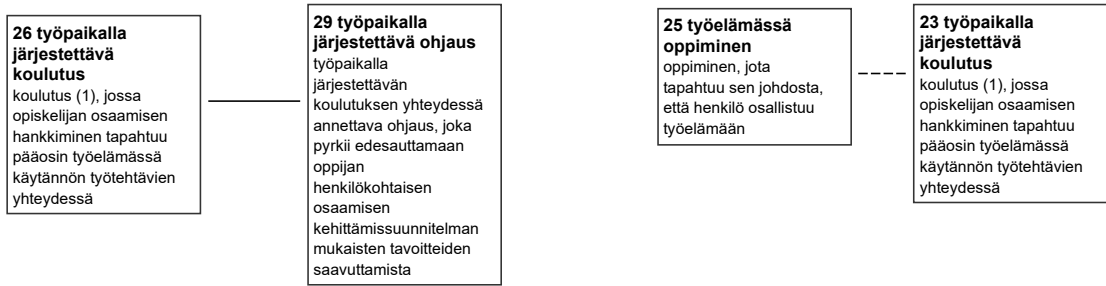 26 työpaikalla
järjestettävä
koulutus
koulutus (1), jossa
opiskelijan osaamisen
hankkiminen tapahtuu
pääosin työelämässä
käytännön työtehtävien
yhteydessä
29 työpaikalla
järjestettävä ohjaus
työpaikalla
järjestettävän
koulutuksen yhteydessä
annettava ohjaus, joka
pyrkii edesauttamaan
oppijan
henkilökohtaisen
osaamisen
kehittämissuunnitelman
mukaisten tavoitteiden
saavuttamista
25 työelämässä
oppiminen
oppiminen, jota
tapahtuu sen johdosta,
että henkilö osallistuu
työelämään
23 työpaikalla
järjestettävä
koulutus
koulutus (1), jossa
opiskelijan osaamisen
hankkiminen tapahtuu
pääosin työelämässä
käytännön työtehtävien
yhteydessä